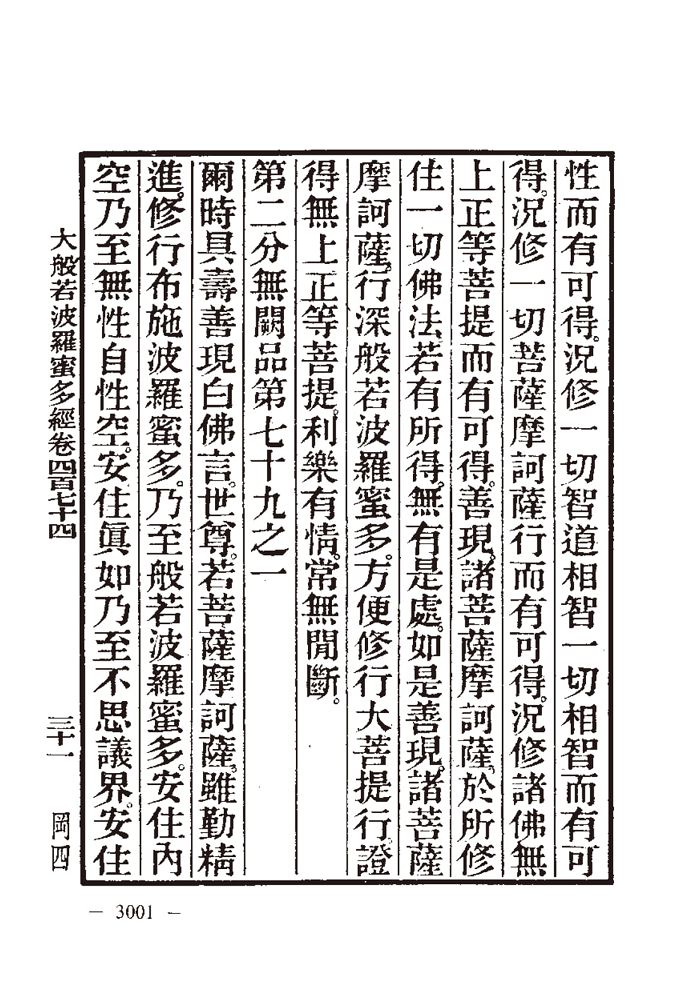 性而有可得。況修一切智道相智一切相智而有可
得。況修一切菩薩摩訶薩行而有可得。況修諸佛無
上正等菩提而有可得。善現。諸菩薩摩訶薩。於所修
住一切佛法若有所得。無有是處。如是善現。諸菩薩
摩訶薩。行深般若波羅蜜多。方便修行大菩提行證
得無上正等菩提。利樂有情。常無閒斷。
第二分無闕品第七十九之一
爾時具壽善現白佛言。世尊。若菩薩摩訶薩。雖勤精
進。修行布施波羅蜜多。乃至般若波羅蜜多。安住內
空乃至無性自性空。安住眞如乃至不思議界。安住
大般若波羅蜜多經卷四百七十四
三十一
岡四
— 3001 —